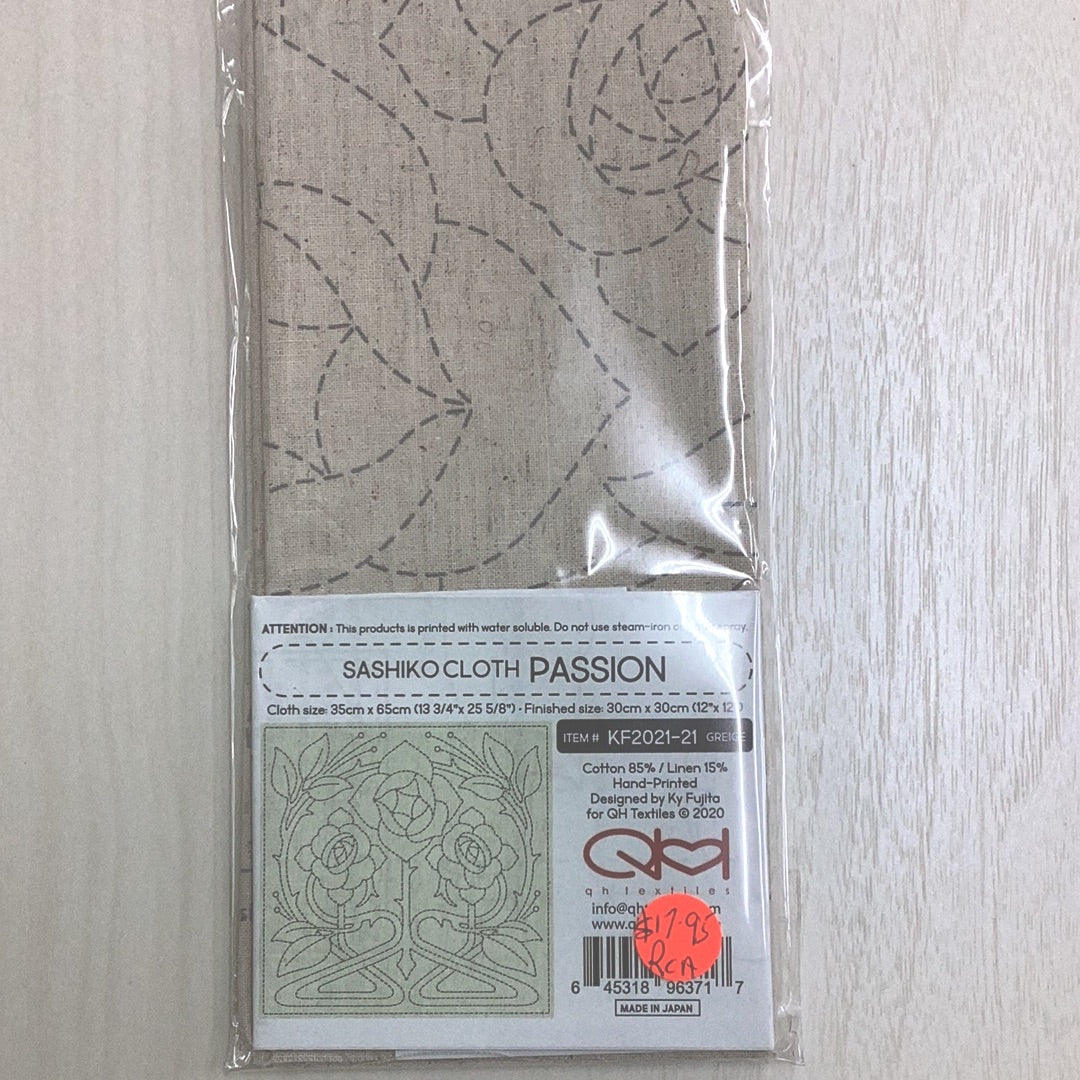 ATTENTION : This products is printed with water soluble. Do not use steam-iron spray.
SASHIKO CLOTH PASSION
Cloth size: 35cm x 65cm (13 3/4"x 25 5/8") · Finished size: 30cm x 30cm (12"x 12")
ITEM # KF2021-21 GREIGE
Cotton 85% / Linen 15%
Hand-Printed
Designed by Ky Fujita
for QH Textiles © 2020
QH
qh textiles
$17.95
RCA
6 45318 96371 7
MADE IN JAPAN